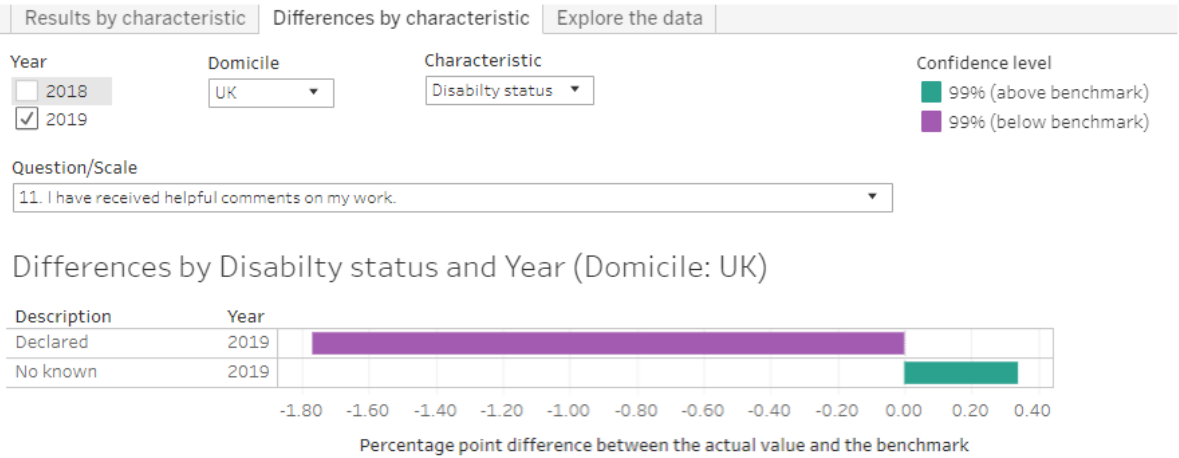 Results by characteristic Differences by characteristic Explore the data
Year Domicile Characteristic Confidence level
2018 UK Disabilty status 99% (above benchmark)
2019 99% (below benchmark)
Question/Scale
11. I have received helpful comments on my work.
Differences by Disabilty status and Year (Domicile: UK)
Description Year
Declared 2019
No known 2019
-1.80 -1.60 -1.40 -1.20 -1.00 -0.80 -0.60 -0.40 -0.20 0.00 0.20 0.40
Percentage point difference between the actual value and the benchmark